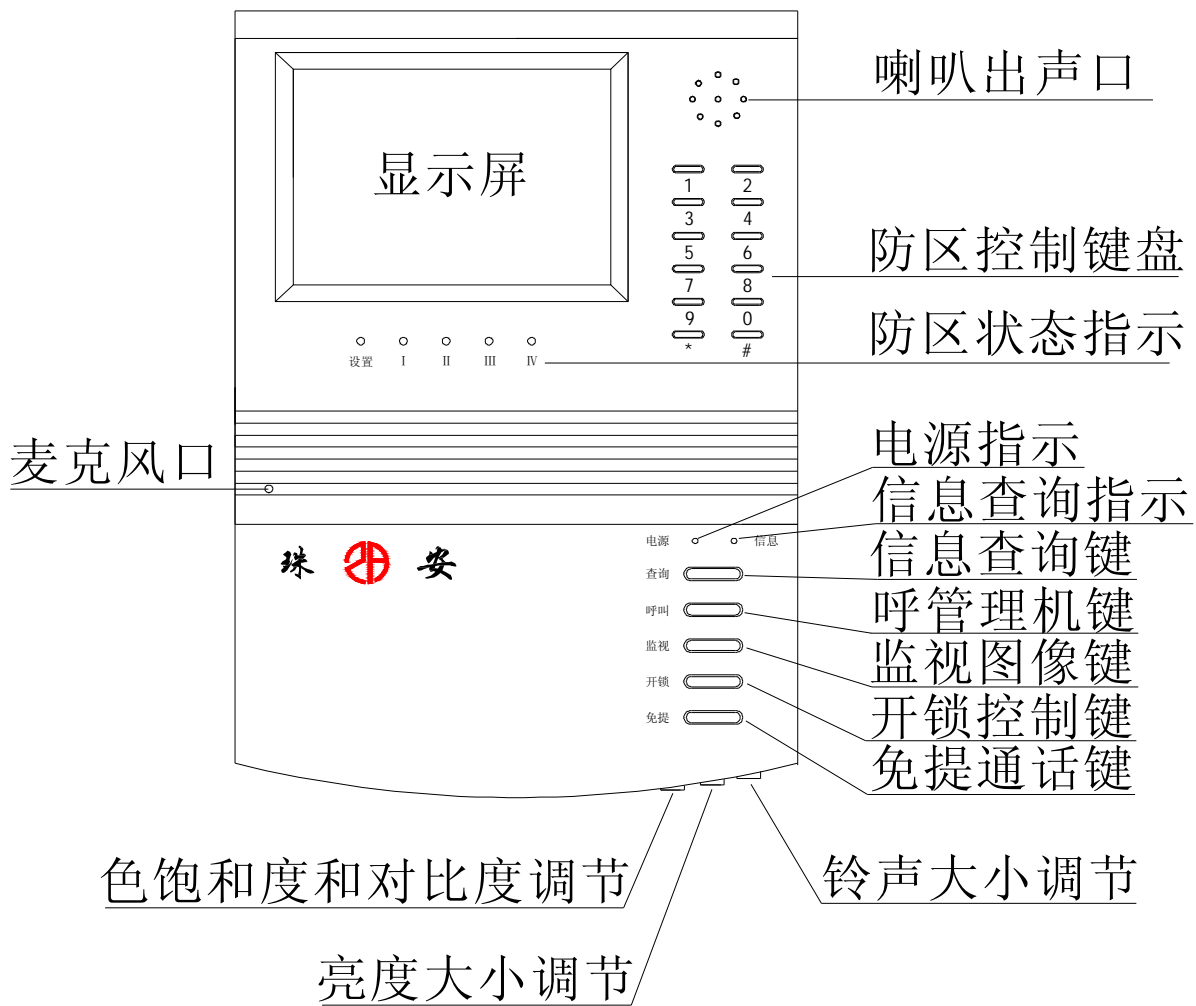 喇叭出声口
显示屏
1 2
3 4
5 6
7 8
9 0
* #
防区控制键盘
防区状态指示
设置 Ⅰ Ⅱ Ⅲ Ⅳ
麦克风口
电源指示
信息查询指示
电源 信息
珠 安
查询
信息查询键
呼叫
呼管理机键
监视
监视图像键
开锁
开锁控制键
免提
免提通话键
色饱和度和对比度调节
铃声大小调节
亮度大小调节